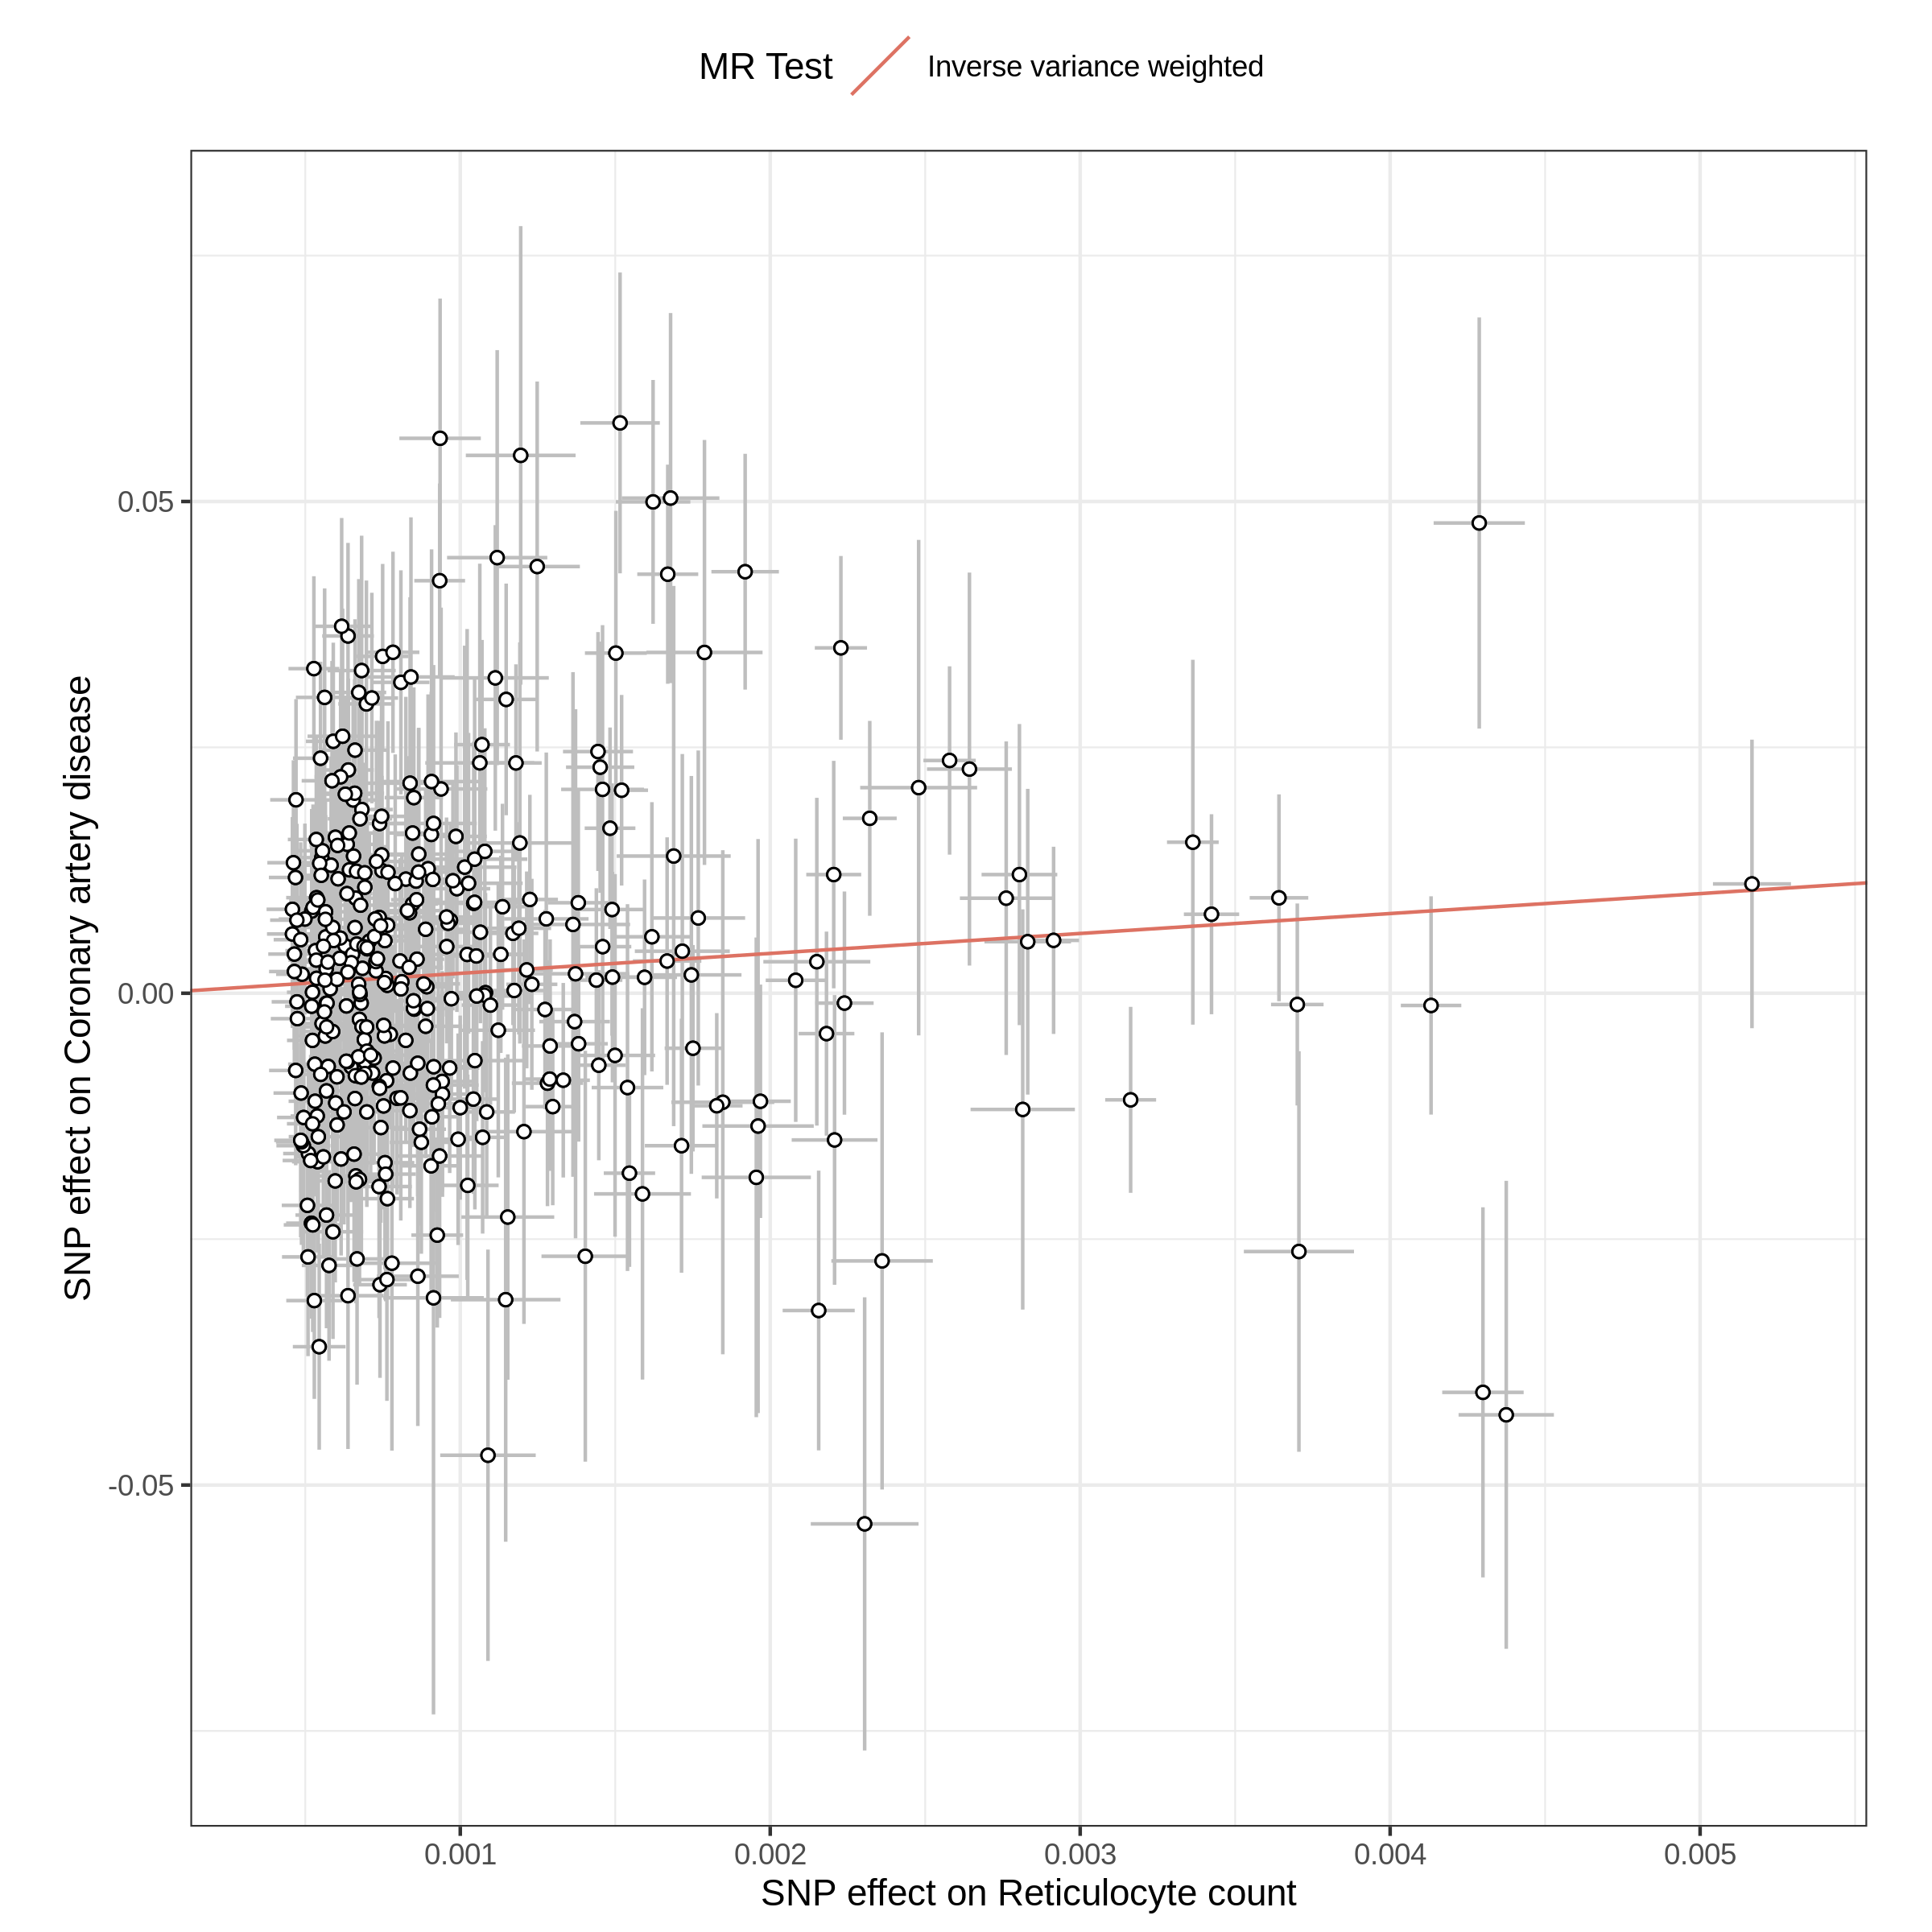 MR Test
Inverse variance weighted
SNP effect on Coronary artery disease
0.05
0.00
-0.05
0.001
0.002
0.003
0.004
0.005
SNP effect on Reticulocyte count